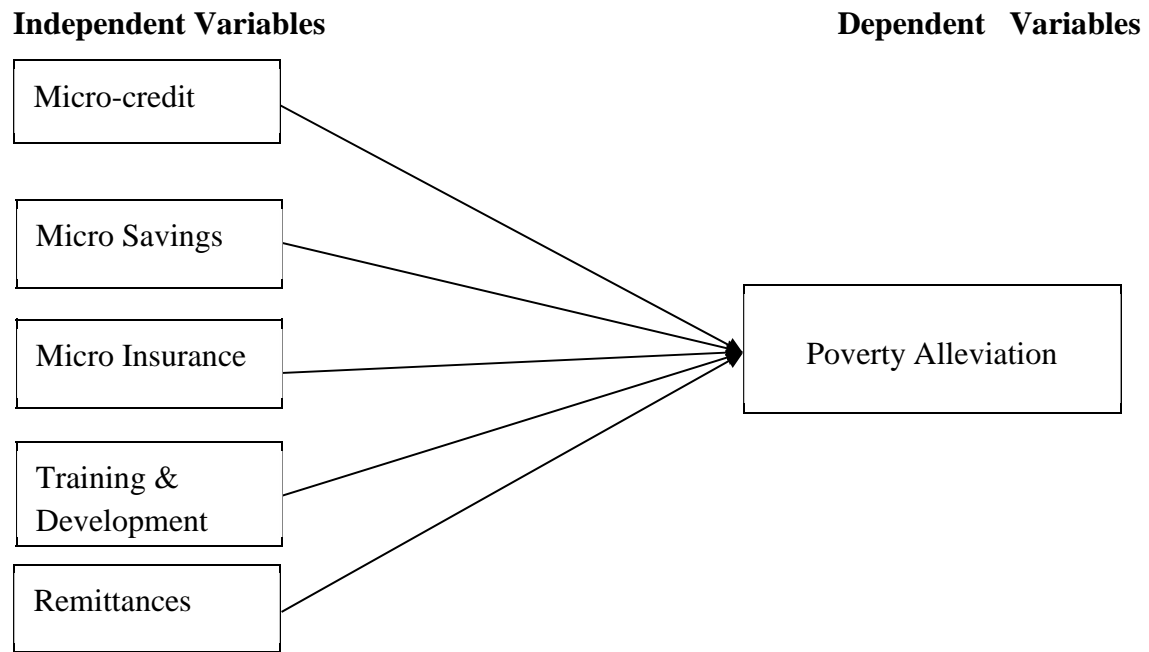 Independent Variables
Dependent Variables
Micro-credit
Micro Savings
Micro Insurance
Poverty Alleviation
Training &
Development
Remittances